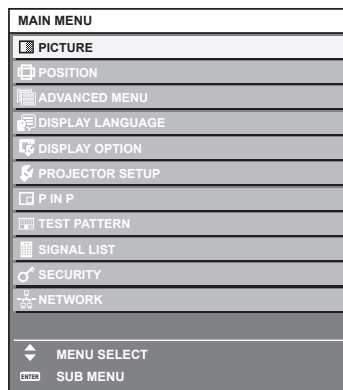 MAIN MENU
PICTURE
POSITION
ADVANCED MENU
DISPLAY LANGUAGE
DISPLAY OPTION
PROJECTOR SETUP
P IN P
TEST PATTERN
SIGNAL LIST
SECURITY
NETWORK
MENU SELECT
ENTER SUB MENU